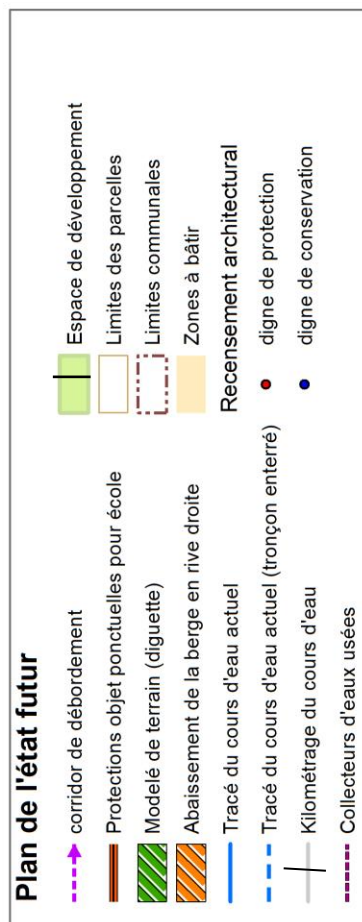 Plan de l'état futur
corridor de débordement
Protections objet ponctuelles pour école
Modelé de terrain (diguette)
Abaissement de la berge en rive droite
Tracé du cours d'eau actuel
Tracé du cours d'eau actuel (tronçon enterré)
Kilométrage du cours d'eau
Collecteurs d'eaux usées
Espace de développement
Limites des parcelles
Limites communales
Zones à bâtir
Recensement architectural
digne de protection
digne de conservation